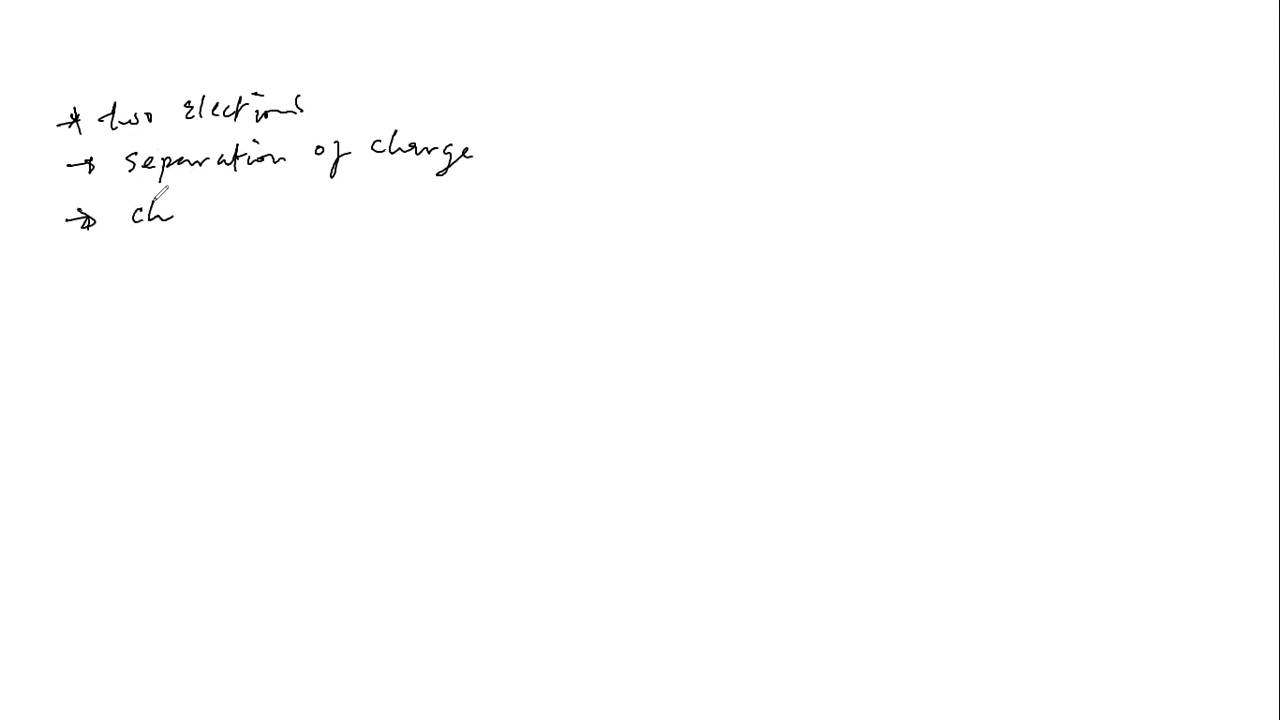 * two electrons
→ separation of charge
→ ch